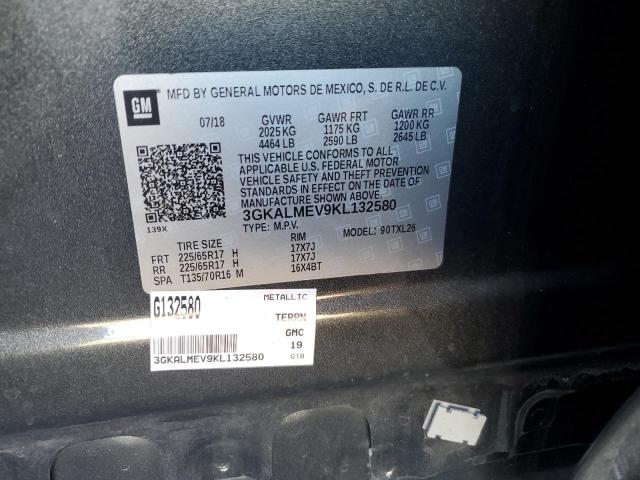 GM
MFD BY GENERAL MOTORS DE MEXICO, S. DE R.L. DE C.V.
07/18 GVWR GAWR FRT GAWR RR
2025 KG 1175 KG 1200 KG
4464 LB 2590 LB 2645 LB
THIS VEHICLE CONFORMS TO ALL
APPLICABLE U.S. FEDERAL MOTOR
VEHICLE SAFETY AND THEFT PREVENTION
STANDARDS IN EFFECT ON THE DATE OF
MANUFACTURE SHOWN ABOVE.
3GKALMEV9KL132580
139X TYPE: M.P.V. MODEL: 90TXL26
TIRE SIZE RIM
FRT 225/65R17 H 17X7J
RR 225/65R17 H 17X7J
SPA T135/70R16 M 16X4BT
G132580 METALLIC
TERRN
GMC
19
3GKALMEV9KL132580 G10